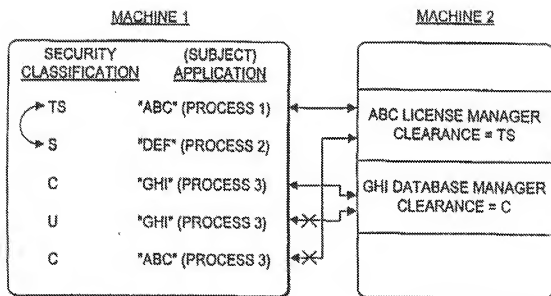 MACHINE 1
MACHINE 2
SECURITY CLASSIFICATION
(SUBJECT) APPLICATION
TS "ABC" (PROCESS 1)
S "DEF" (PROCESS 2)
C "GHI" (PROCESS 3)
U "GHI" (PROCESS 3)
C "ABC" (PROCESS 3)
ABC LICENSE MANAGER
CLEARANCE = TS
GHI DATABASE MANAGER
CLEARANCE = C